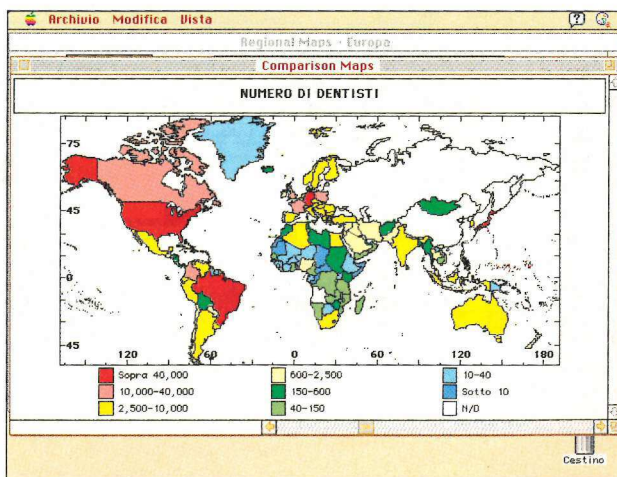 Archivio Modifica Vista
Regional Maps - Europa
Comparison Maps
NUMERO DI DENTISTI
75
45
0
45
120 60 0 60 120 180
Sopra 40,000
10,000-40,000
2,500-10,000
600-2,500
150-600
40-150
10-40
Sotto 10
N/D
Cestino